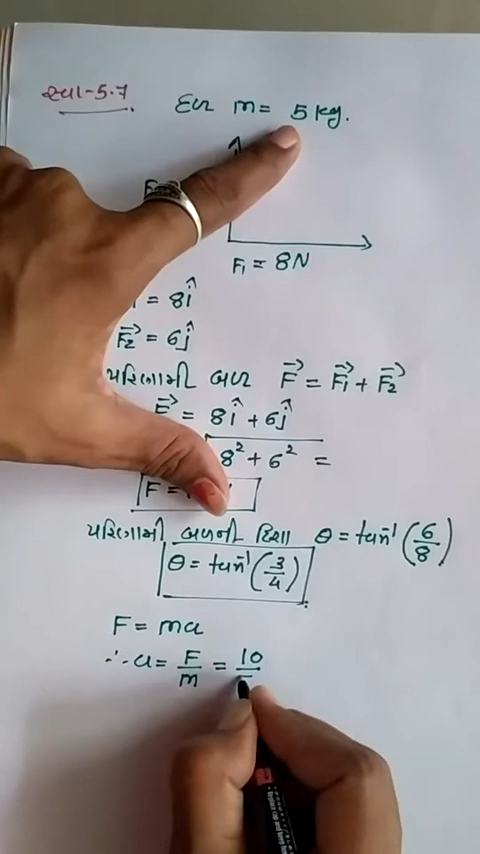 સ્વા-5.7 દળ m = 5 kg.
F₁ = 8N
= 8î
F⃗₂ = 6ĵ
પરિણામી બળ F⃗ = F⃗₁ + F⃗₂
F⃗ = 8î + 6ĵ
8² + 6² =
F =
પરિણામી બળની દિશા θ = tan⁻¹(6/8)
θ = tan⁻¹(3/4)
F = ma
∴ a = F/m = 10/